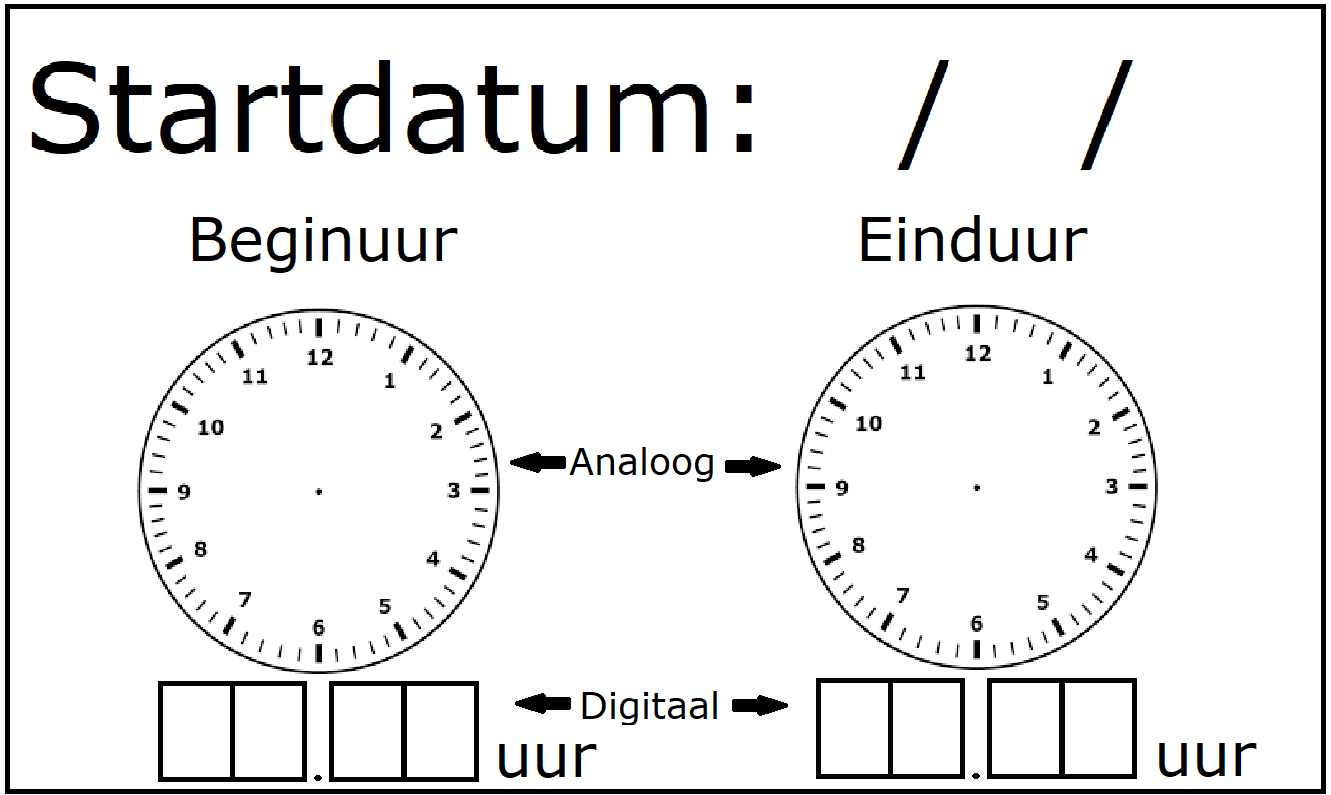 Startdatum: / /
Beginuur Einduur
12
11 1
10 2
9 3
8 4
7 5
6
Analoog
12
11 1
10 2
9 3
8 4
7 5
6
Digitaal
. uur
. uur